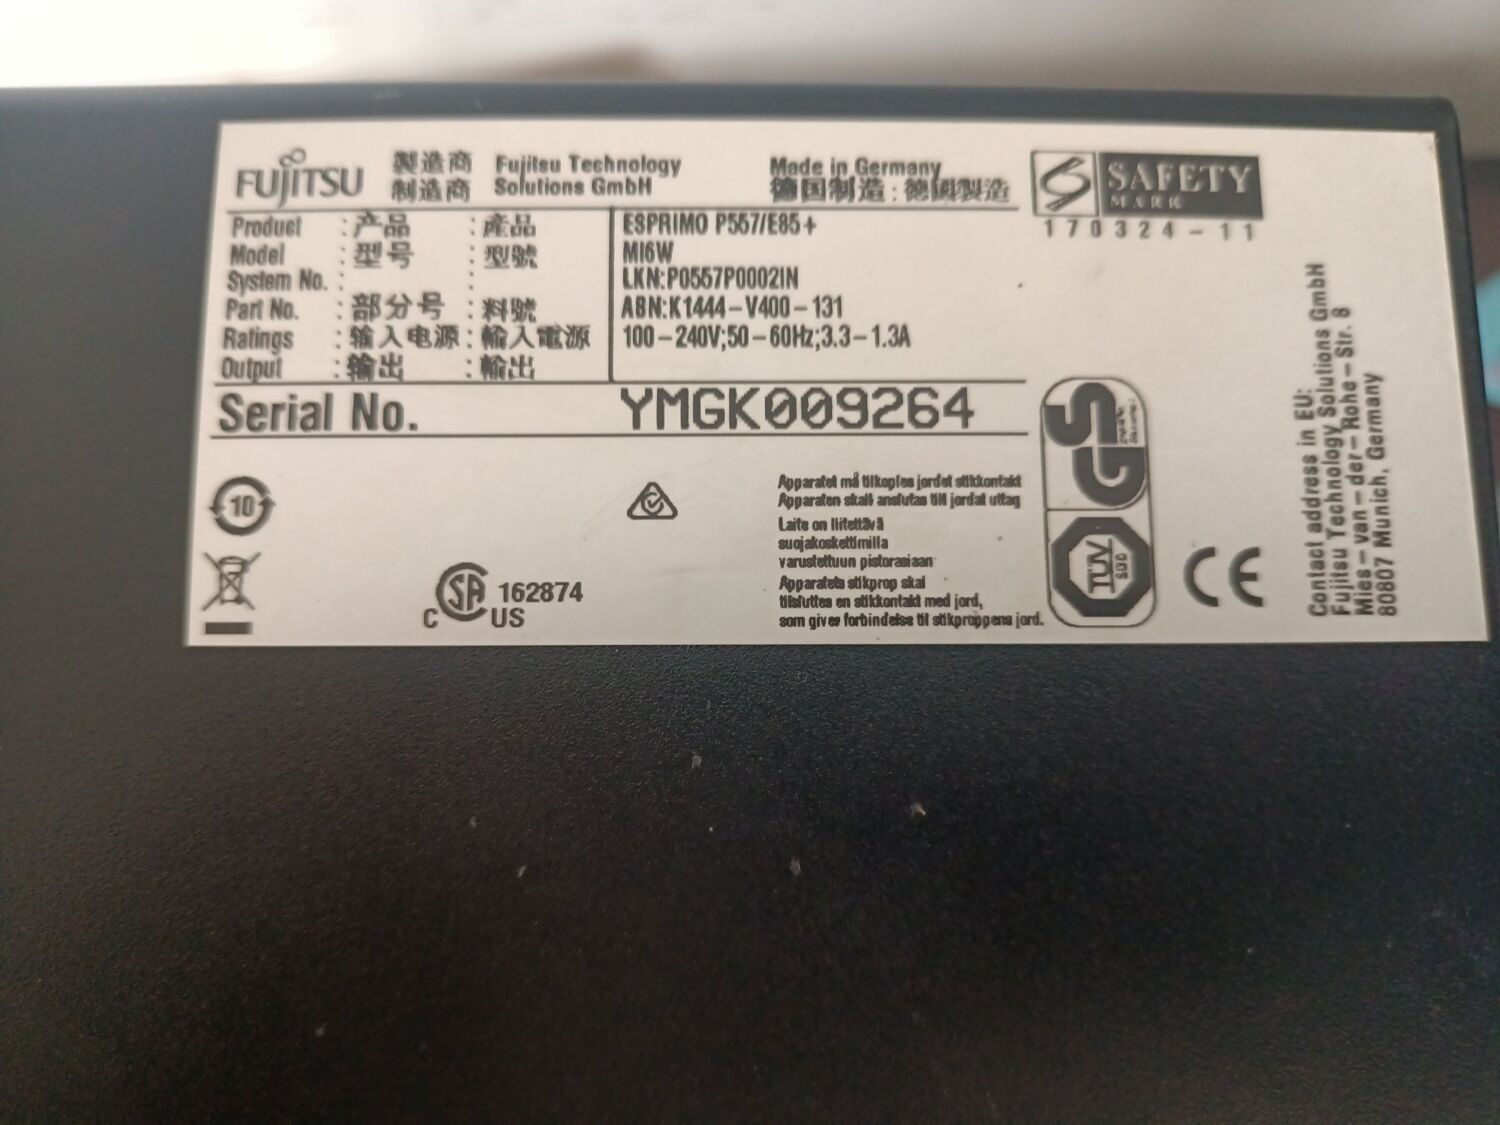 FUJITSU 製造商 Fujitsu Technology Made in Germany
制造商 Solutions GmbH 德国制造 : 德國製造
SAFETY
MARK
170324-11
Product : 产品 : 產品 ESPRIMO P557/E85+
Model : 型号 : 型號 MI6W
System No. : : LKN:P0557P0002IN
Part No. : 部分号 : 料號 ABN:K1444-V400-131
Ratings : 输入电源 : 輸入電源 100-240V;50-60Hz;3.3-1.3A
Output : 输出 : 輸出
Serial No. YMGK009264
10
C SA US 162874
Apparatet må tilkoples jordet stikkontakt
Apparaten skall anslutas till jordat uttag
Laite on liitettävä
suojakoskettimilla
varustettuun pistorasiaan
Apparatets stikprop skal
tilsluttes en stikkontakt med jord,
som giver forbindelse til stikproppens jord.
GS
TÜV
SÜD
CE
Contact address in EU:
Fujitsu Technology Solutions GmbH
Mies-van-der-Rohe-Str. 8
80807 Munich, Germany